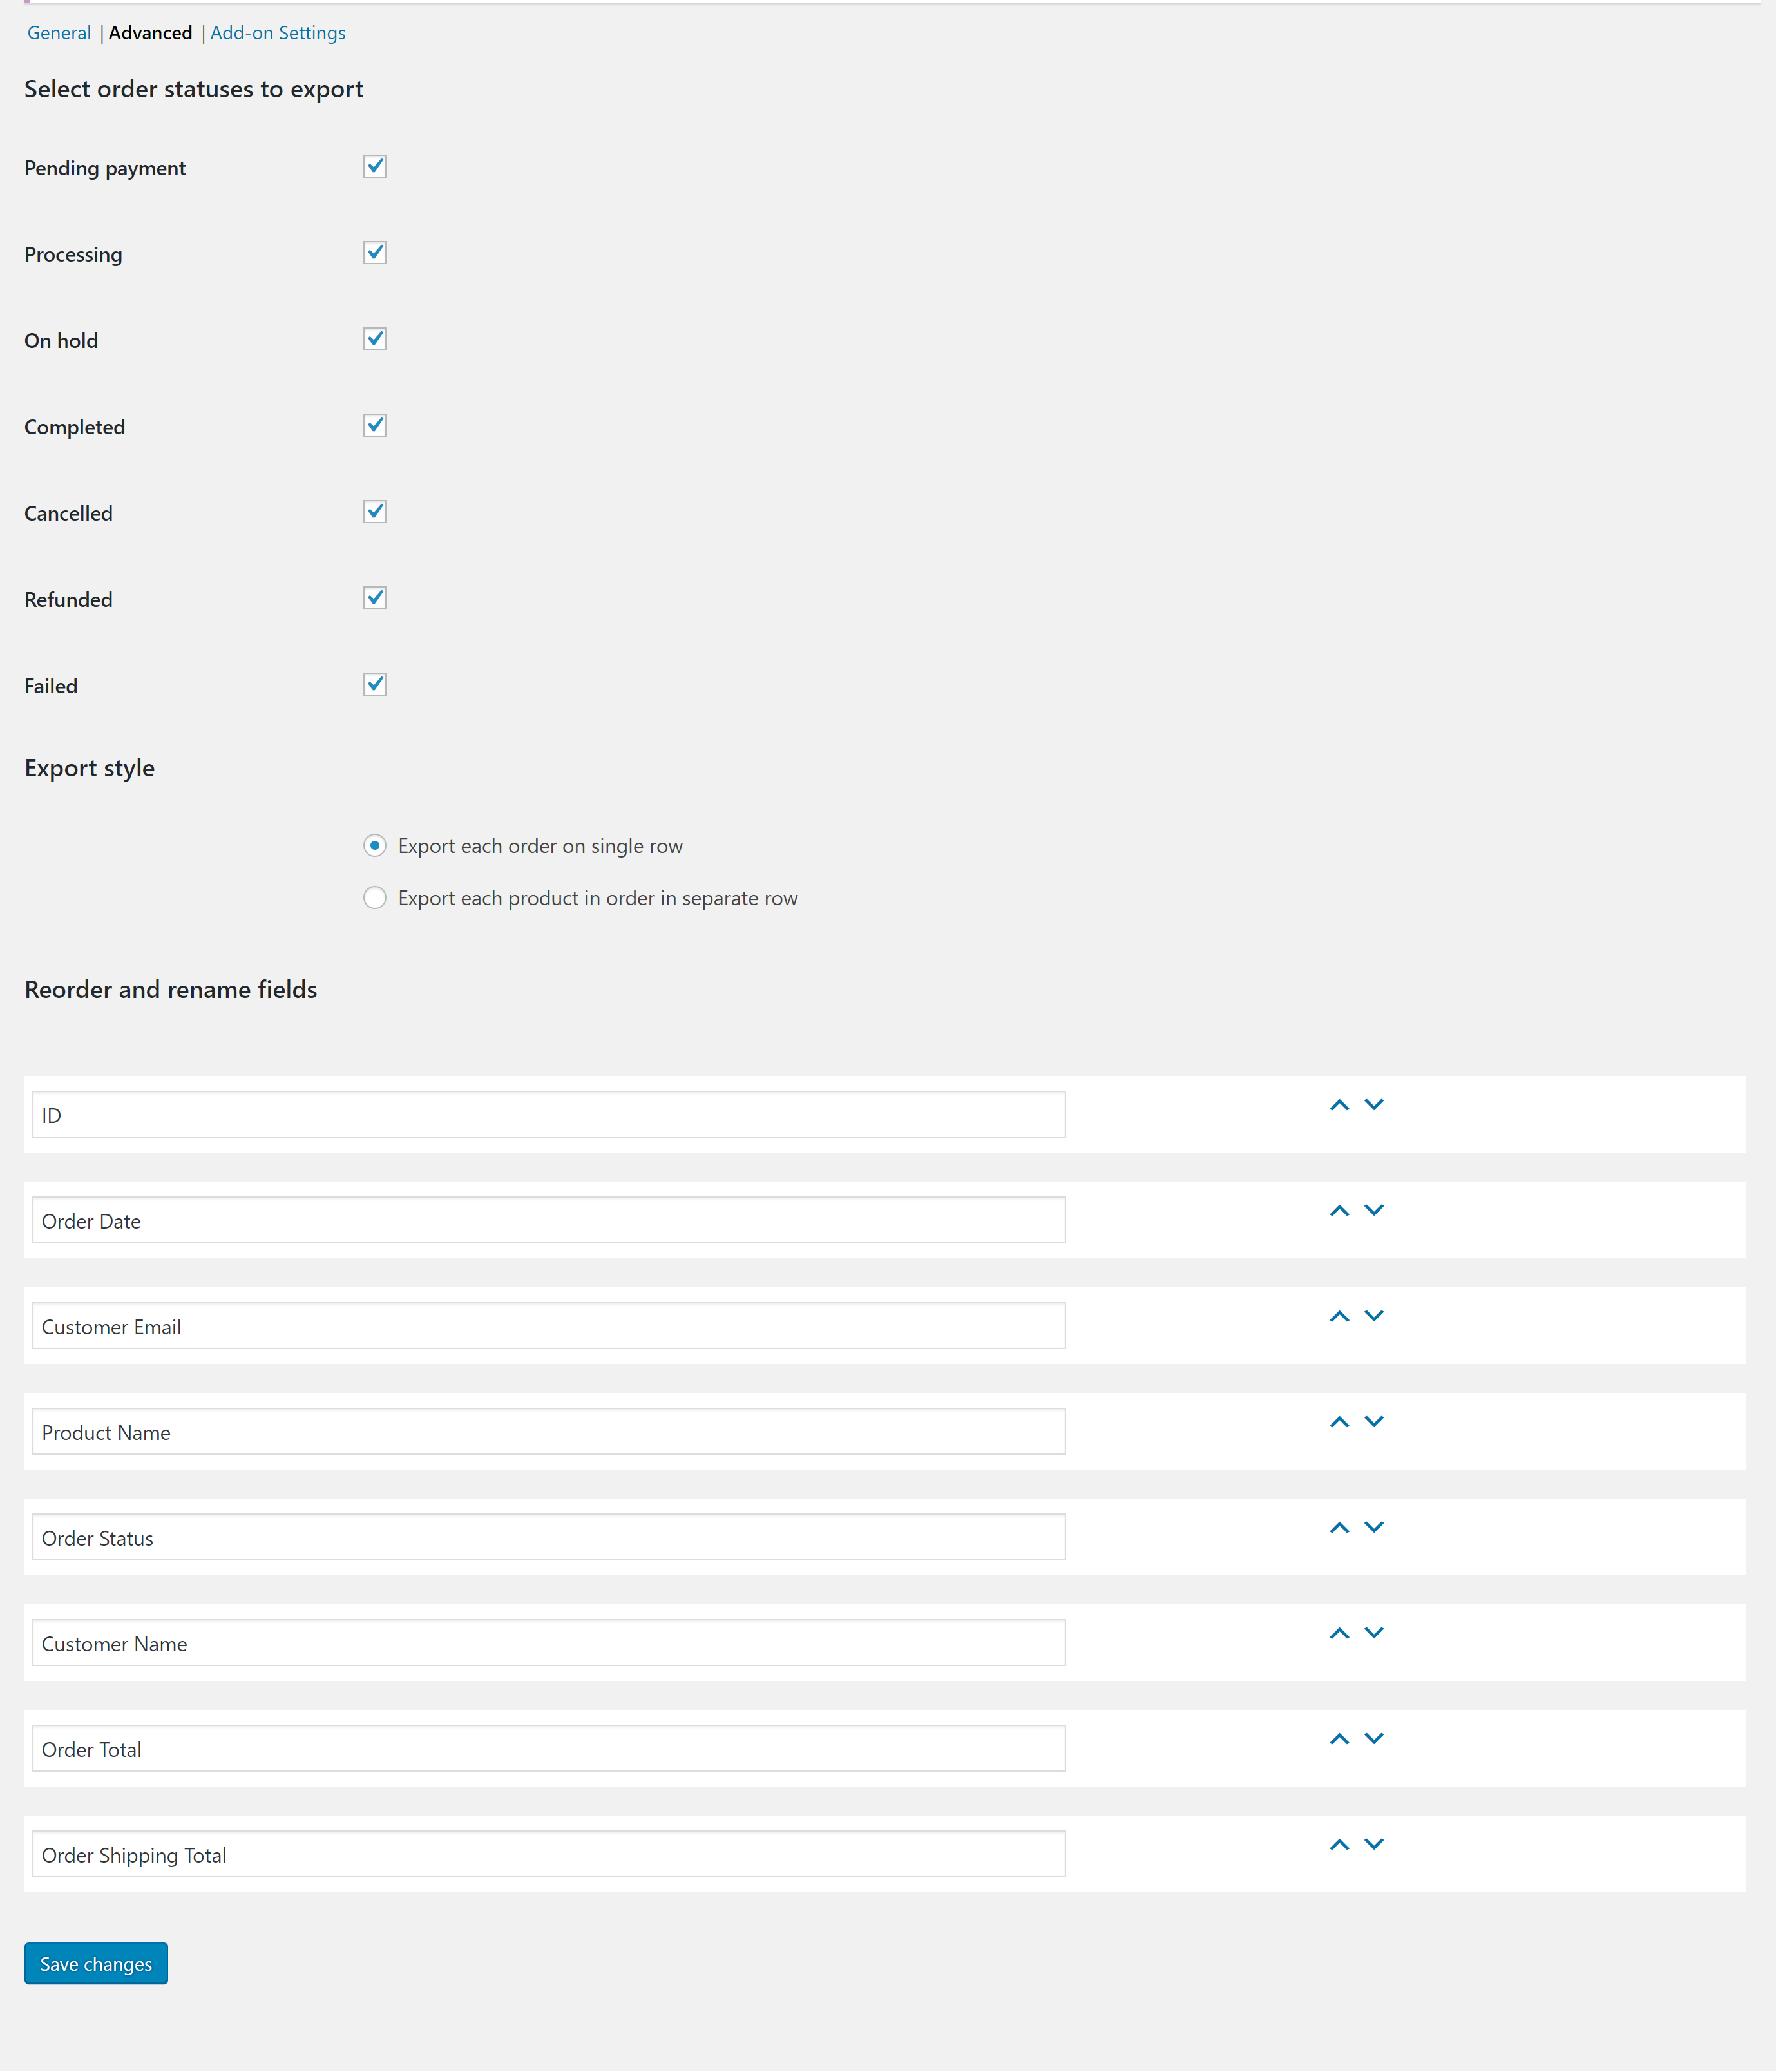 General | Advanced | Add-on Settings
Select order statuses to export
Pending payment
Processing
On hold
Completed
Cancelled
Refunded
Failed
Export style
Export each order on single row
Export each product in order in separate row
Reorder and rename fields
ID
Order Date
Customer Email
Product Name
Order Status
Customer Name
Order Total
Order Shipping Total
Save changes